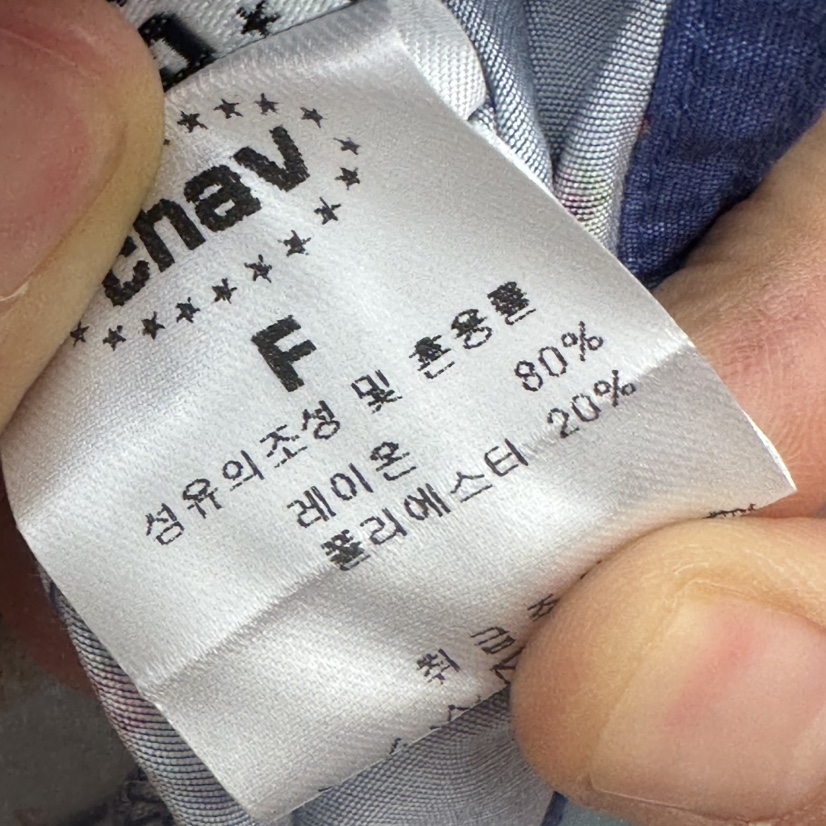 chav
F
섬유의조성 및 혼용률
레이온 80%
폴리에스터 20%